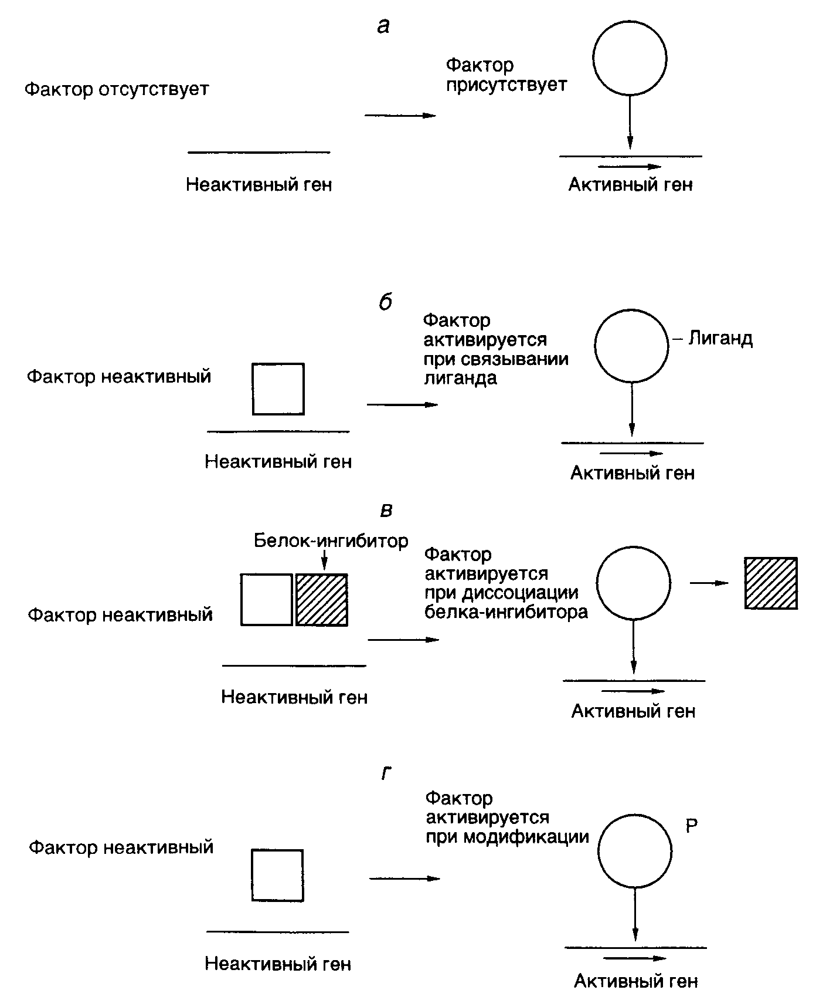 а
Фактор отсутствует
Фактор
присутствует
Неактивный ген
Активный ген
б
Фактор неактивный
Фактор
активируется
при связывании
лиганда
Лиганд
Неактивный ген
Активный ген
в
Белок-ингибитор
Фактор неактивный
Фактор
активируется
при диссоциации
белка-ингибитора
Неактивный ген
Активный ген
г
Фактор неактивный
Фактор
активируется
при модификации
Р
Неактивный ген
Активный ген